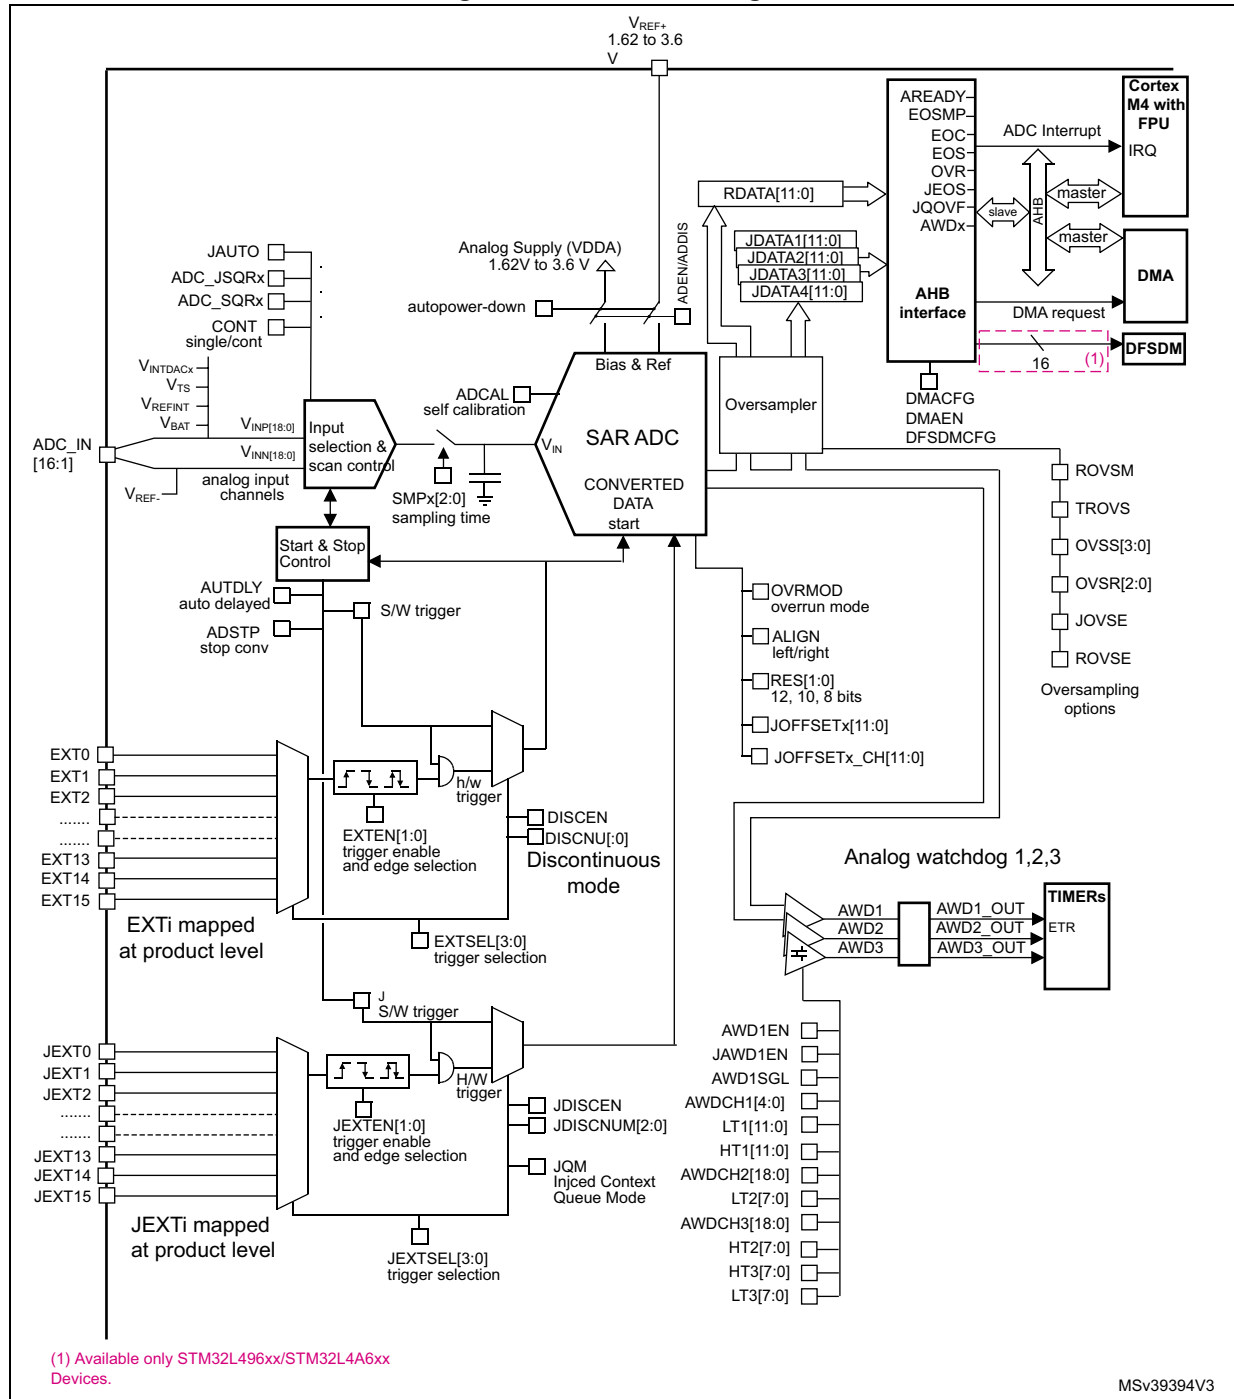 VREF+
1.62 to 3.6
V
AREADY
EOSMP
EOC
EOS
OVR
JEOS
JQOVF
AWDx
AHB
interface
Cortex
M4 with
FPU
IRQ
ADC Interrupt
slave
AHB
master
master
DMA
DMA request
16
(1)
DFSDM
DMACFG
DMAEN
DFSDMCFG
RDATA[11:0]
JDATA1[11:0]
JDATA2[11:0]
JDATA3[11:0]
JDATA4[11:0]
JAUTO
ADC_JSQRx
ADC_SQRx
CONT
single/cont
Analog Supply (VDDA)
1.62V to 3.6 V
autopower-down
ADEN/ADDIS
VINTDACx
VTS
VREFINT
VBAT
ADC_IN
[16:1]
VREF-
VINP[18:0]
VINN[18:0]
analog input
channels
Input
selection &
scan control
ADCAL
self calibration
SMPx[2:0]
sampling time
Bias & Ref
SAR ADC
VIN
CONVERTED
DATA
start
Oversampler
ROVSM
TROVS
OVSS[3:0]
OVSR[2:0]
JOVSE
ROVSE
Oversampling
options
Start & Stop
Control
AUTDLY
auto delayed
ADSTP
stop conv
S/W trigger
OVRMOD
overrun mode
ALIGN
left/right
RES[1:0]
12, 10, 8 bits
JOFFSETx[11:0]
JOFFSETx_CH[11:0]
EXT0
EXT1
EXT2
.......
.......
EXT13
EXT14
EXT15
EXTi mapped
at product level
h/w
trigger
EXTEN[1:0]
trigger enable
and edge selection
DISCEN
DISCNU[:0]
Discontinuous
mode
EXTSEL[3:0]
trigger selection
Analog watchdog 1,2,3
AWD1
AWD2
AWD3
AWD1_OUT
AWD2_OUT
AWD3_OUT
TIMERs
ETR
J
S/W trigger
JEXT0
JEXT1
JEXT2
.......
.......
JEXT13
JEXT14
JEXT15
JEXTi mapped
at product level
H/W
trigger
JEXTEN[1:0]
trigger enable
and edge selection
JDISCEN
JDISCNUM[2:0]
JQM
Injced Context
Queue Mode
JEXTSEL[3:0]
trigger selection
AWD1EN
JAWD1EN
AWD1SGL
AWDCH1[4:0]
LT1[11:0]
HT1[11:0]
AWDCH2[18:0]
LT2[7:0]
AWDCH3[18:0]
HT2[7:0]
HT3[7:0]
LT3[7:0]
(1) Available only STM32L496xx/STM32L4A6xx
Devices.
MSv39394V3